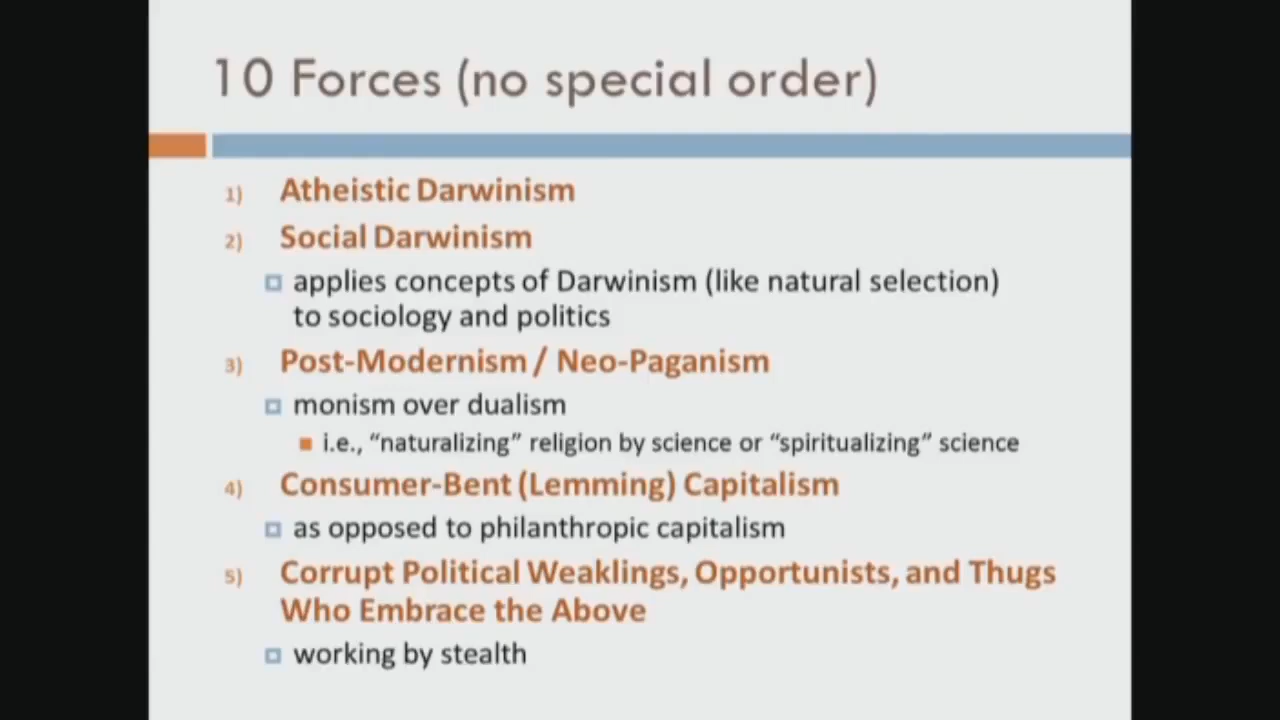 10 Forces (no special order)
1) Atheistic Darwinism
2) Social Darwinism
applies concepts of Darwinism (like natural selection)
to sociology and politics
3) Post-Modernism / Neo-Paganism
monism over dualism
i.e., “naturalizing” religion by science or “spiritualizing” science
4) Consumer-Bent (Lemming) Capitalism
as opposed to philanthropic capitalism
5) Corrupt Political Weaklings, Opportunists, and Thugs
Who Embrace the Above
working by stealth